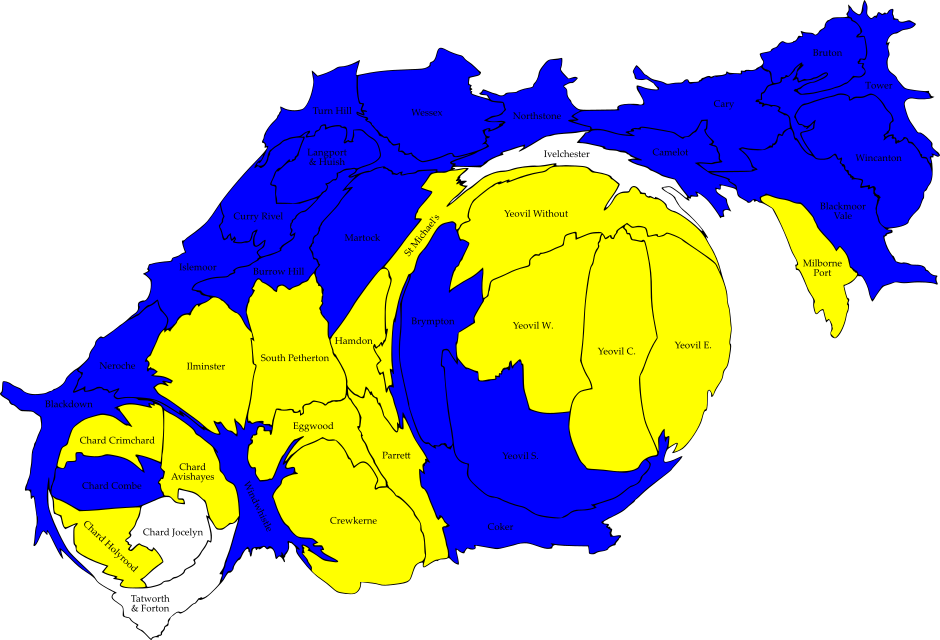 Bruton
Tower
Turn Hill
Wessex
Northstone
Cary
Langport
& Huish
Ivelchester
Camelot
Wincanton
Curry Rivel
Yeovil Without
Blackmoor
Vale
Martock
St Michael's
Islemoor
Burrow Hill
Milborne
Port
Brympton
Yeovil W.
Hamdon
Yeovil C.
Yeovil E.
Neroche
Ilminster
South Petherton
Blackdown
Eggwood
Chard Crimchard
Parrett
Yeovil S.
Chard
Avishayes
Chard Combe
Windwhistle
Crewkerne
Coker
Chard Jocelyn
Chard Holyrood
Tatworth
& Forton